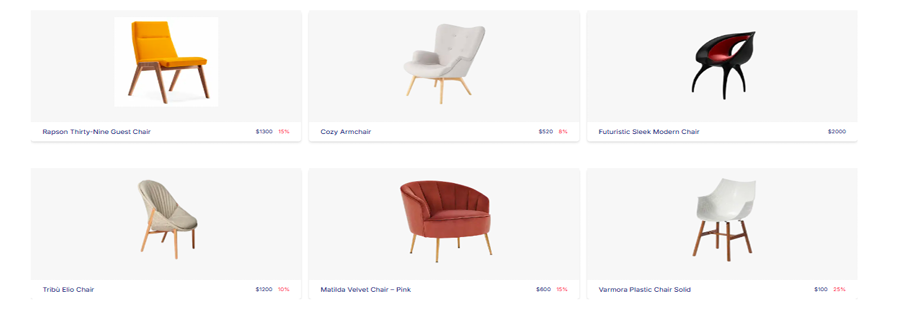 Rapson Thirty-Nine Guest Chair $1300 15%
Cozy Armchair $520 8%
Futuristic Sleek Modern Chair $2000
Tribù Elio Chair $1200 10%
Matilda Velvet Chair – Pink $600 15%
Varmora Plastic Chair Solid $100 25%